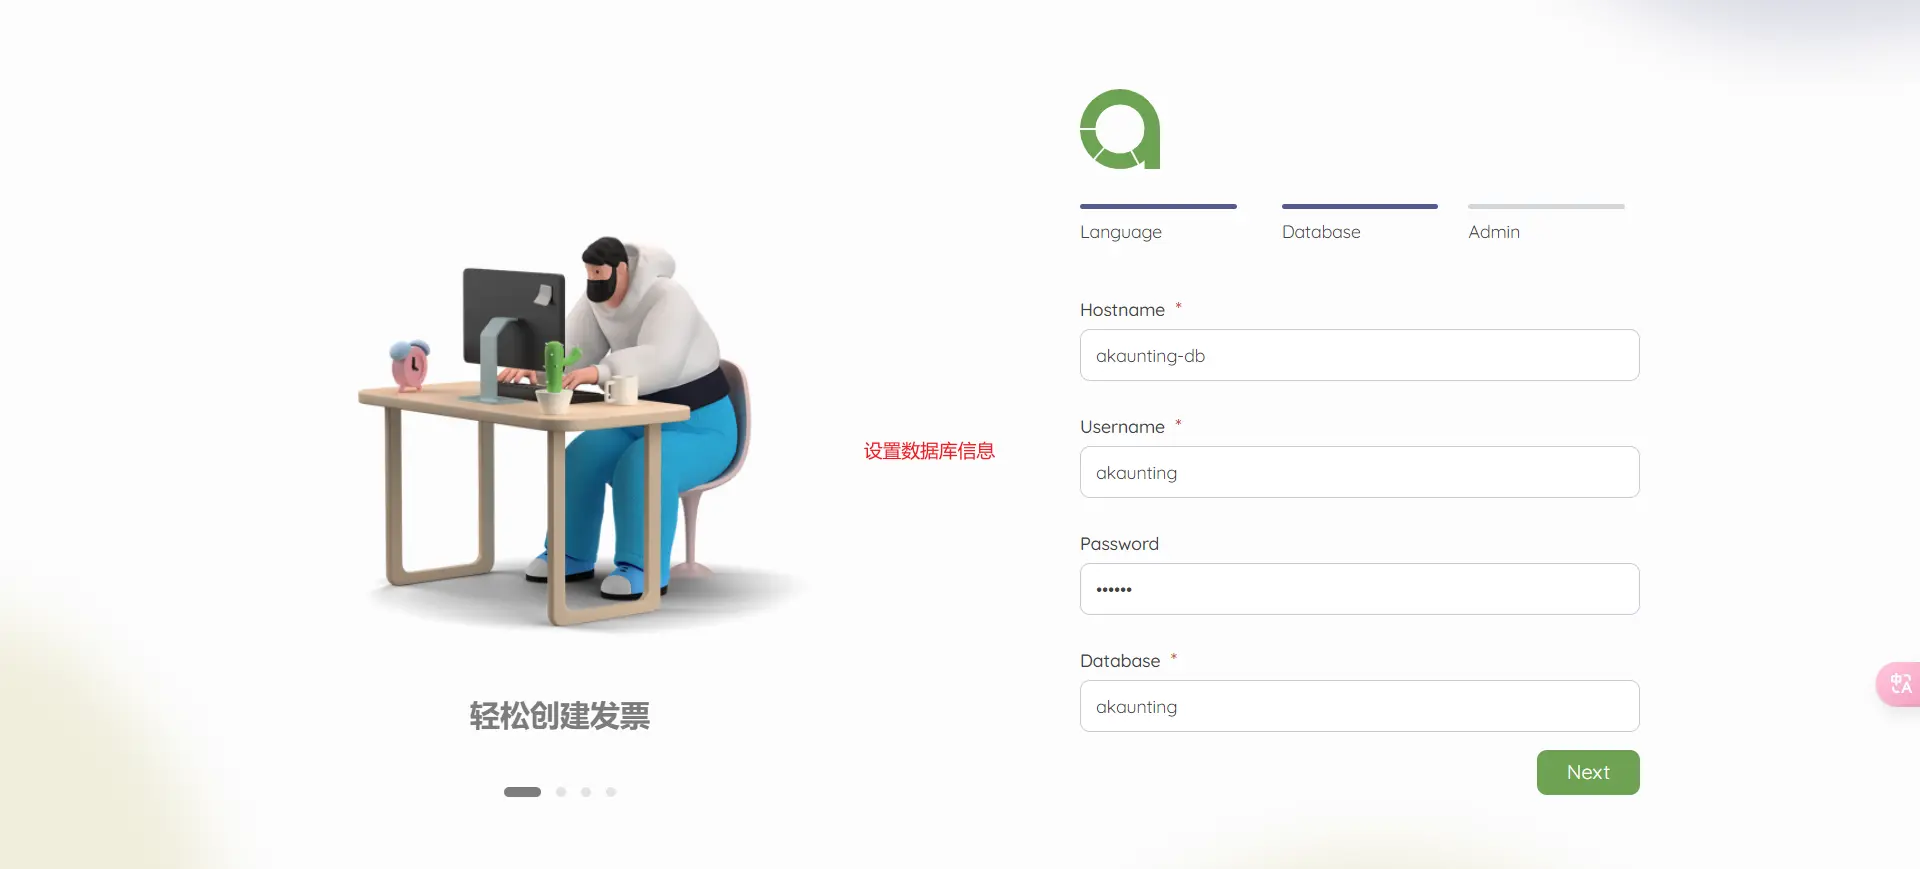 Language
Database
Admin
Hostname *
akaunting-db
Username *
akaunting
设置数据库信息
Password
••••••
Database *
akaunting
Next
轻松创建发票
中
A